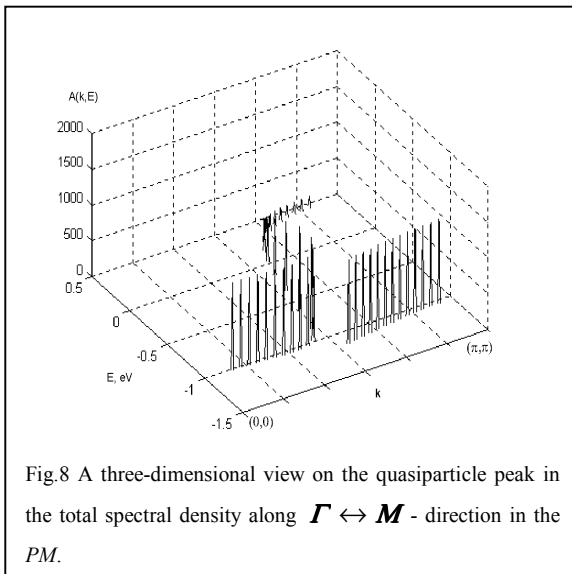 A(k,E)
2000
1500
1000
500
0
0.5
0
-0.5
-1
-1.5
E, eV
(0,0)
k
(π,π)
Fig.8 A three-dimensional view on the quasiparticle peak in
the total spectral density along Γ ↔ M - direction in the
PM.